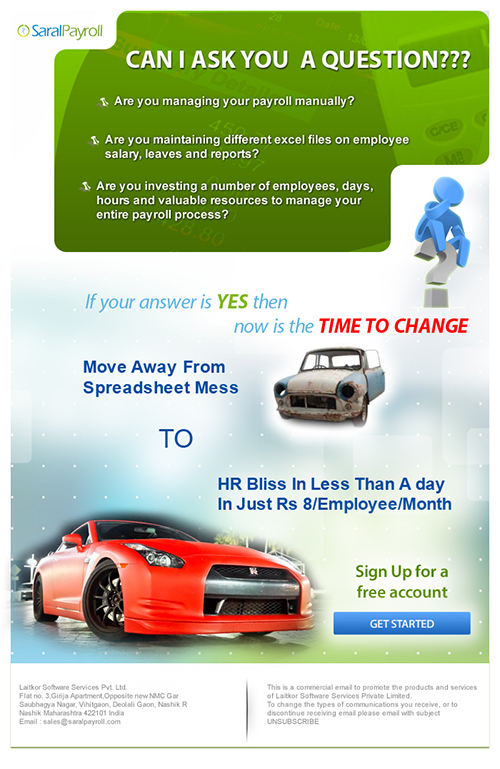 SaralPayroll
CAN I ASK YOU A QUESTION???
Are you managing your payroll manually?
Are you maintaining different excel files on employee
salary, leaves and reports?
Are you investing a number of employees, days,
hours and valuable resources to manage your
entire payroll process?
If your answer is YES then
now is the TIME TO CHANGE
Move Away From
Spreadsheet Mess
TO
HR Bliss In Less Than A day
In Just Rs 8/Employee/Month
Sign Up for a
free account
GET STARTED
Laitkor Software Services Pvt. Ltd.
Flat no. 3,Girija Apartment,Opposite new NMC Gar
Saubhagya Nagar, Vihitgaon, Deolali Gaon, Nashik R
Nashik Maharashtra 422101 India
Email : sales@saralpayroll.com
This is a commercial email to promote the products and services
of Laitkor Software Services Private Limited.
To change the types of communications you receive, or to
discontinue receiving email please email with subject
UNSUBSCRIBE